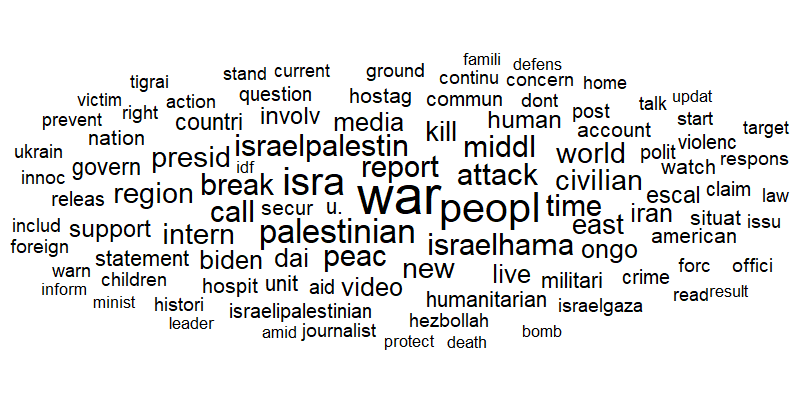 famili defens
stand current ground continu concern home
tigrai
victim action question hostag commun dont post talk updat
prevent right countri involv media human account start target
nation israelpalestin kill middl world polit violenc
ukrain govern presid idf report attack civilian watch respons
innoc region break isra war peopl time iran escal claim law
releas call secur u. east situat issu
includ support intern palestinian israelhama ongo american
foreign statement biden dai peac new live militari crime forc offici
warn children hospit unit aid video humanitarian israelgaza read result
inform minist histori israelipalestinian hezbollah
leader amid journalist protect death bomb